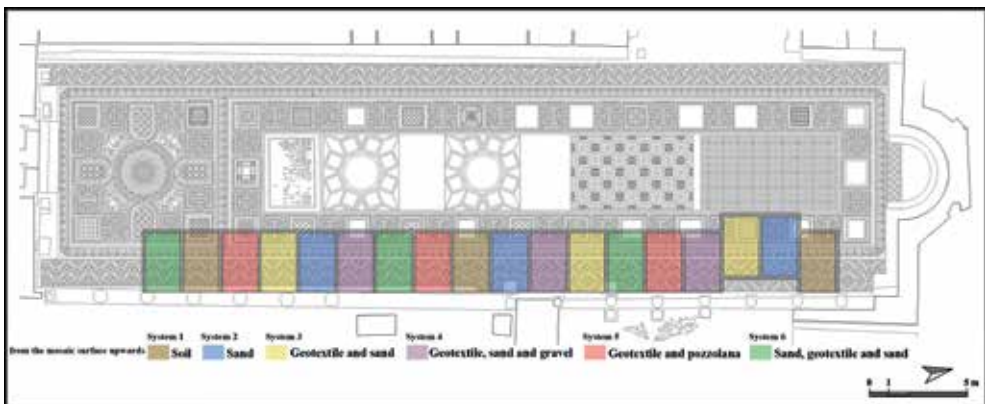 System 1 System 2 System 3 System 4 System 5 System 6
from the mosaic surface upwards Soil Sand Geotextile and sand Geotextile, sand and gravel Geotextile and pozzolana Sand, geotextile and sand
0 1 5 m